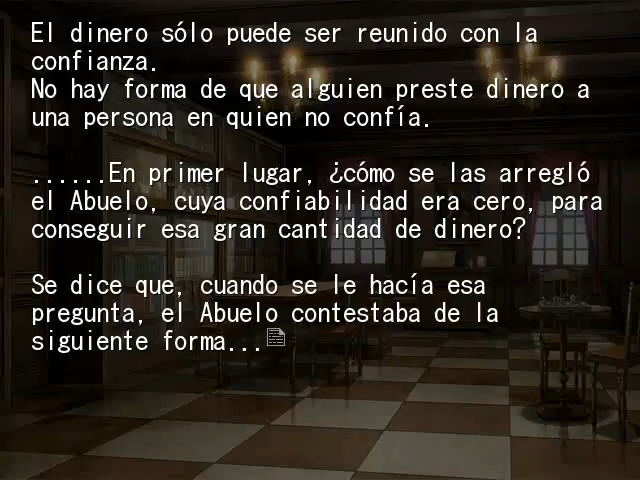 El dinero sólo puede ser reunido con la
confianza.
No hay forma de que alguien preste dinero a
una persona en quien no confía.
......En primer lugar, ¿cómo se las arregló
el Abuelo, cuya confiabilidad era cero, para
conseguir esa gran cantidad de dinero?
Se dice que, cuando se le hacía esa
pregunta, el Abuelo contestaba de la
siguiente forma...